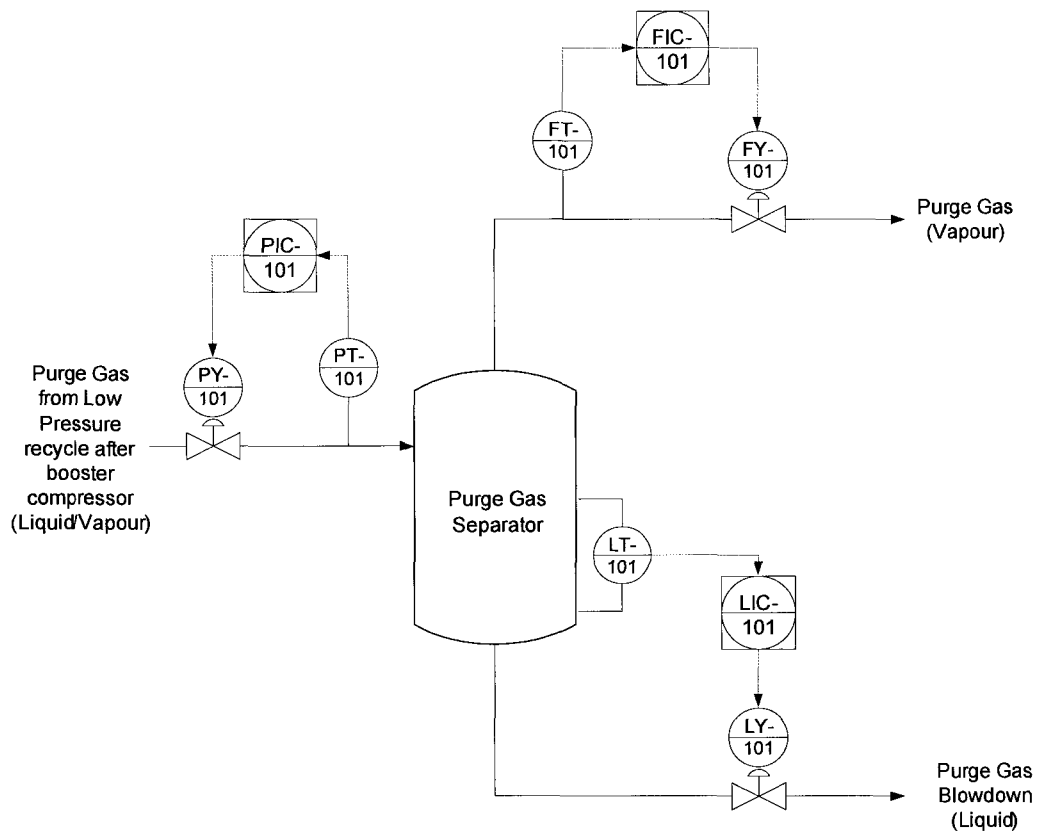 FIC-
101
FT-
101
FY-
101
Purge Gas
(Vapour)
PIC-
101
PT-
101
PY-
101
Purge Gas
from Low
Pressure
recycle after
booster
compressor
(Liquid/Vapour)
Purge Gas
Separator
LT-
101
LIC-
101
LY-
101
Purge Gas
Blowdown
(Liquid)